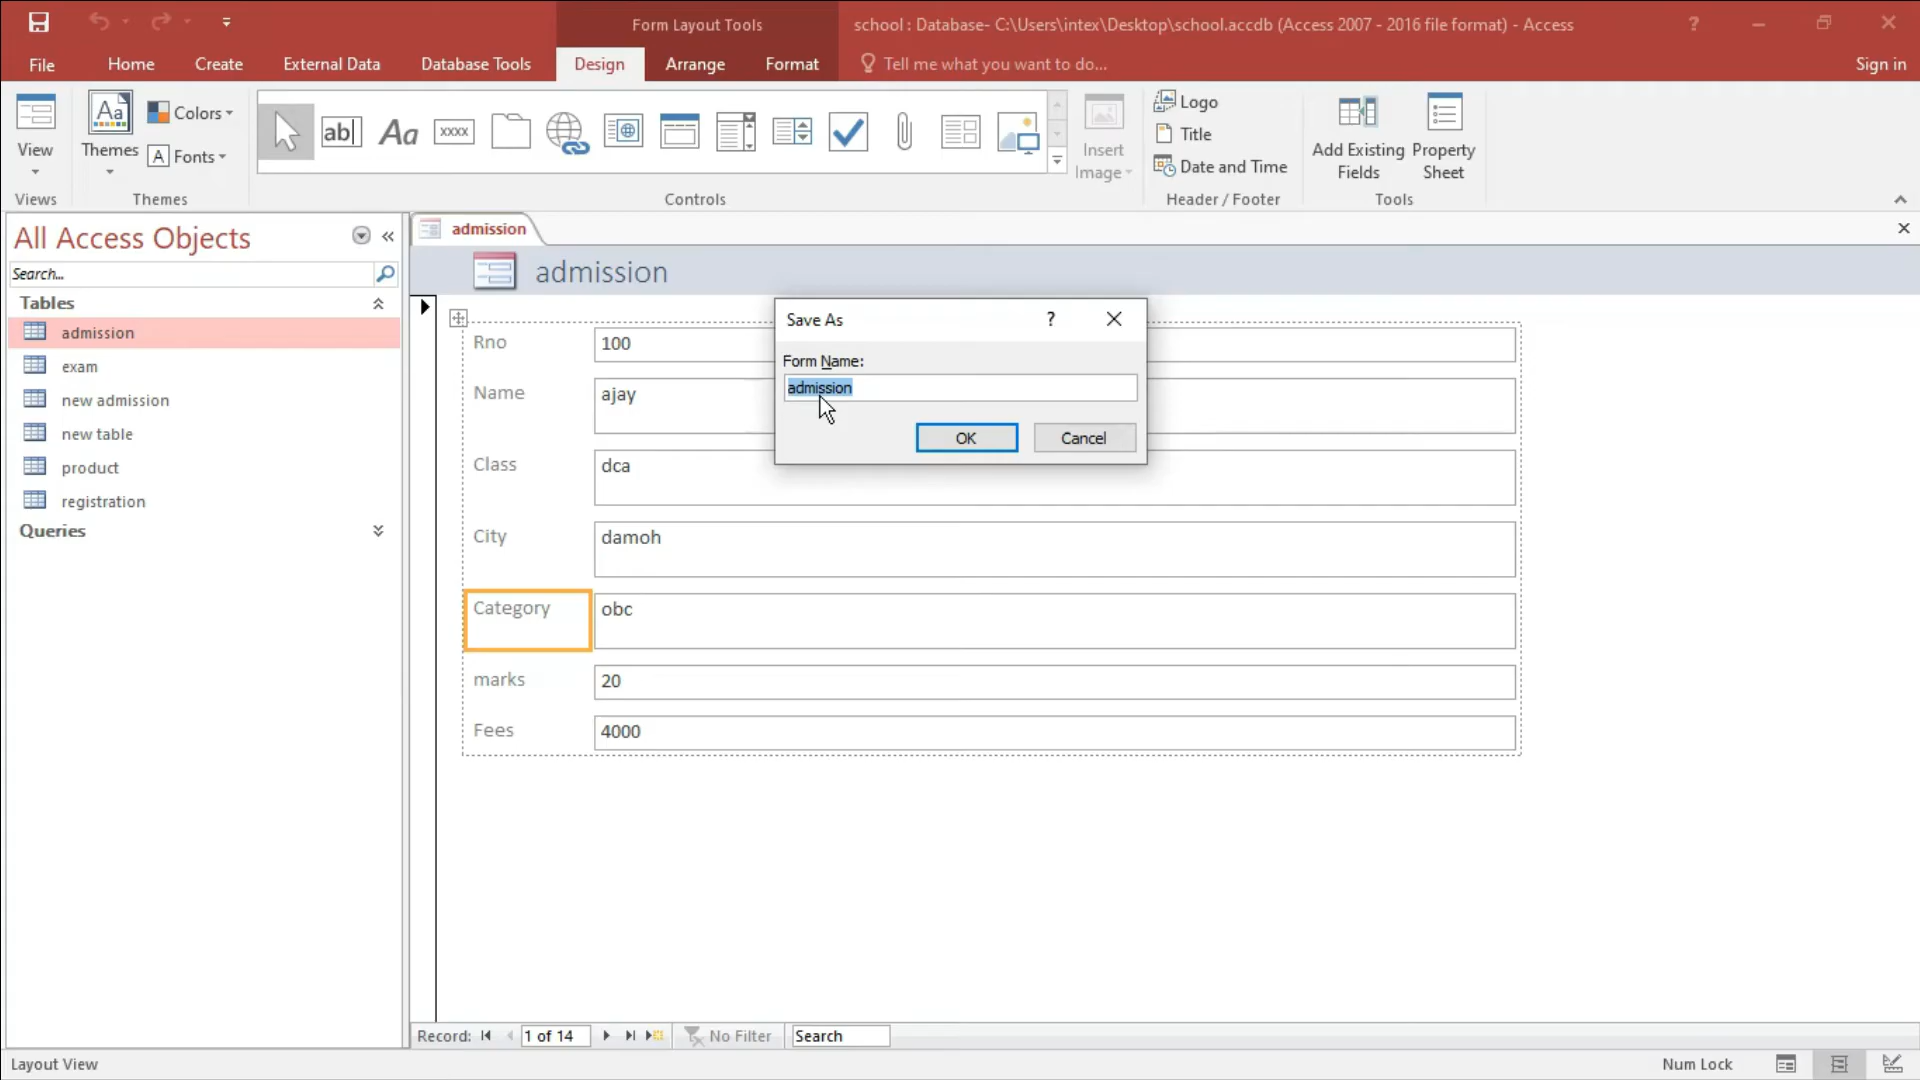 Form Layout Tools
school : Database- C:\Users\intex\Desktop\school.accdb (Access 2007 - 2016 file format) - Access
?
File Home Create External Data Database Tools Design Arrange Format Tell me what you want to do... Sign in
View
Views
Themes
Colors
Fonts
Themes
ab|
Aa
XXXX
Controls
Insert
Image
Logo
Title
Date and Time
Header / Footer
Add Existing
Fields
Property
Sheet
Tools
All Access Objects
Search...
Tables
admission
exam
new admission
new table
product
registration
Queries
admission
admission
Rno 100
Name ajay
Class dca
City damoh
Category obc
marks 20
Fees 4000
Save As ?
Form Name:
admission
OK Cancel
Record: 1 of 14 No Filter Search
Layout View Num Lock